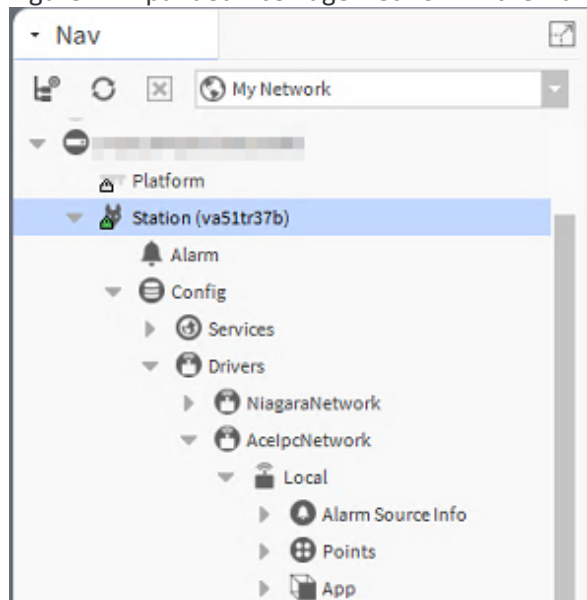 Nav
My Network
Platform
Station (va51tr37b)
Alarm
Config
Services
Drivers
NiagaraNetwork
AceIpcNetwork
Local
Alarm Source Info
Points
App